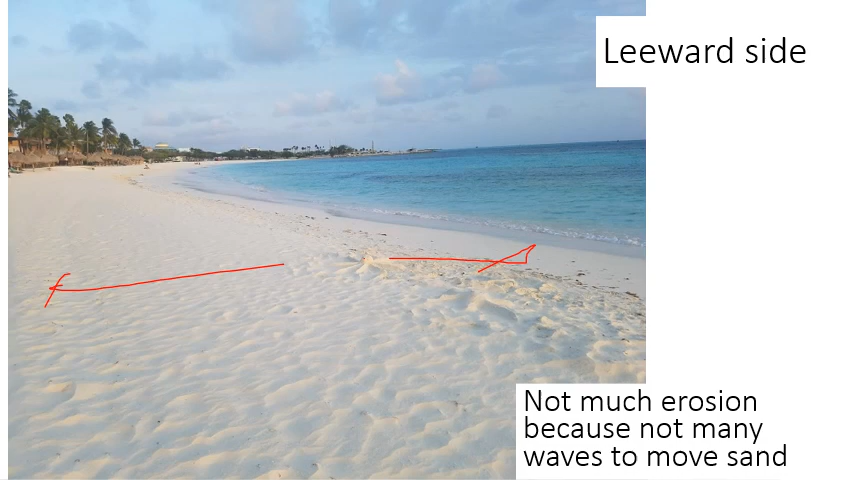 Leeward side
Not much erosion
because not many
waves to move sand